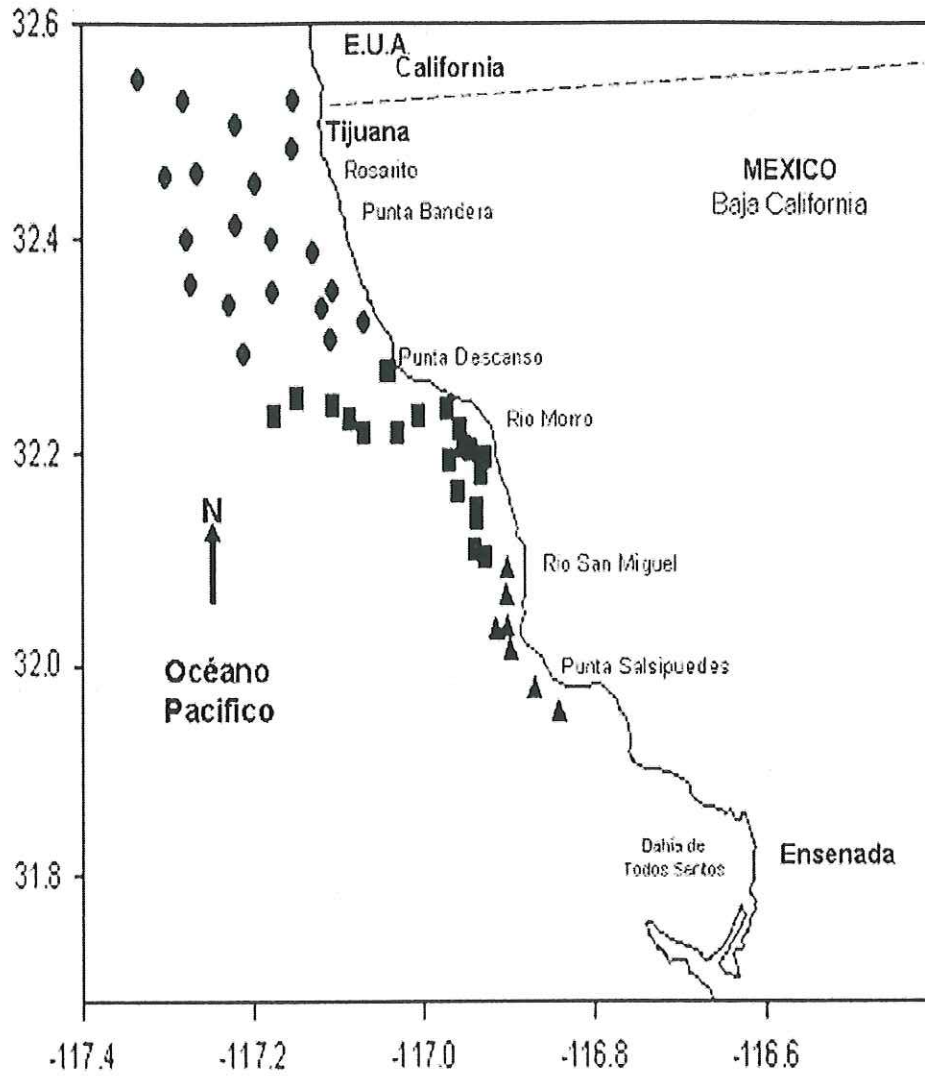 32.6
E.U.A.
California
Tijuana
Rosarito
MEXICO
Baja California
Punta Bandera
32.4
Punta Descanso
Rio Morro
32.2
N
Rio San Miguel
32.0
Punta Salsipuedes
Océano
Pacifico
31.8
Bahía de
Todos Santos
Ensenada
-117.4
-117.2
-117.0
-116.8
-116.6